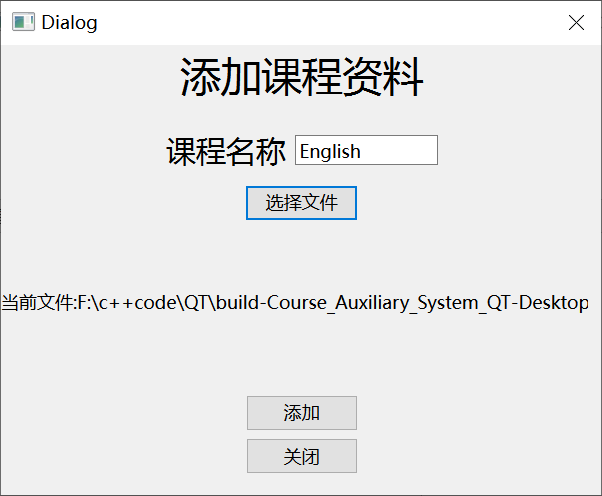 Dialog
添加课程资料
课程名称 English
选择文件
当前文件:F:\c++code\QT\build-Course_Auxiliary_System_QT-Desktop
添加
关闭